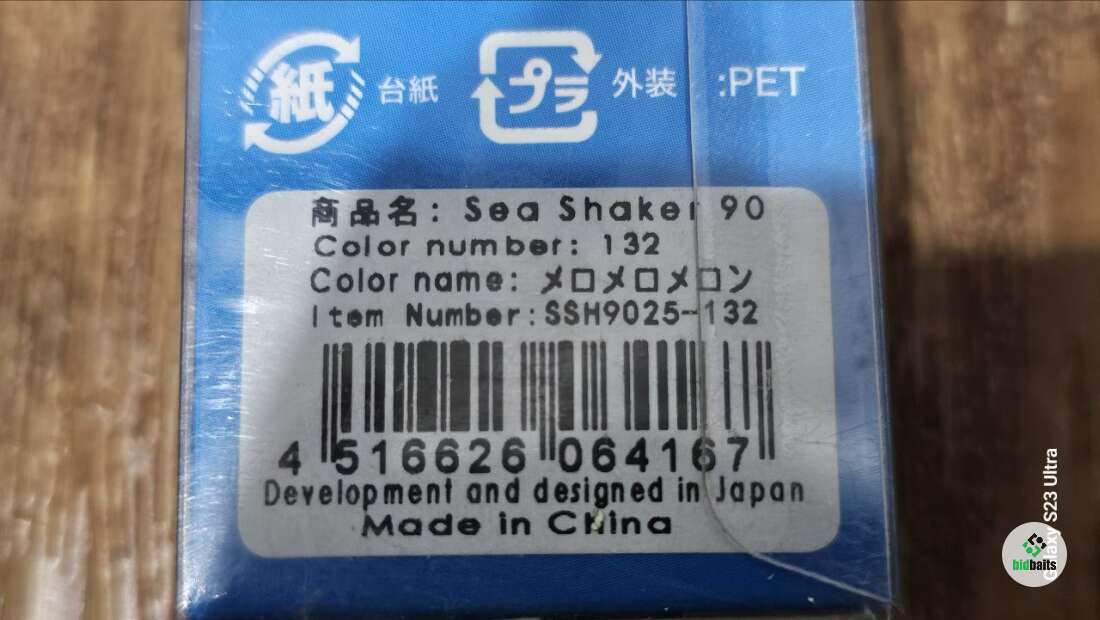 紙 台紙 プラ 外装 :PET
商品名: Sea Shaker 90
Color number: 132
Color name: メロメロメロン
Item Number:SSH9025-132
4 516626 064167
Development and designed in Japan
Made in China
Galaxy S23 Ultra
bidbaits